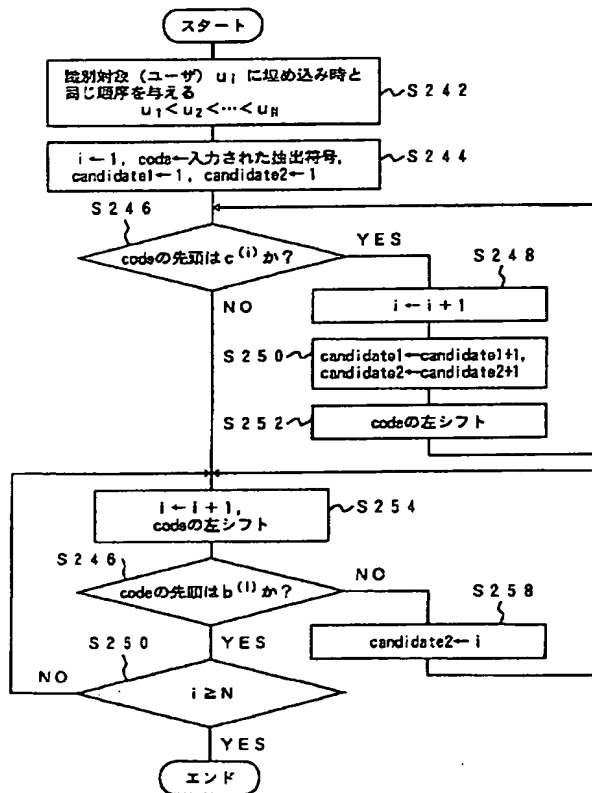 スタート
識別対象（ユーザ）uiに埋め込み時と
同じ順序を与える
u1<u2<…<uN
S242
i←1, code←入力された抽出符号,
candidate1←1, candidate2←1
S244
S246
codeの先頭はc(i)か?
YES
NO
S248
i←i+1
S250
candidate1←candidate1+1,
candidate2←candidate2+1
S252
codeの左シフト
i←i+1,
codeの左シフト
S254
S246
codeの先頭はb(i)か?
NO
YES
S258
candidate2←i
S250
NO
i≧N
YES
エンド